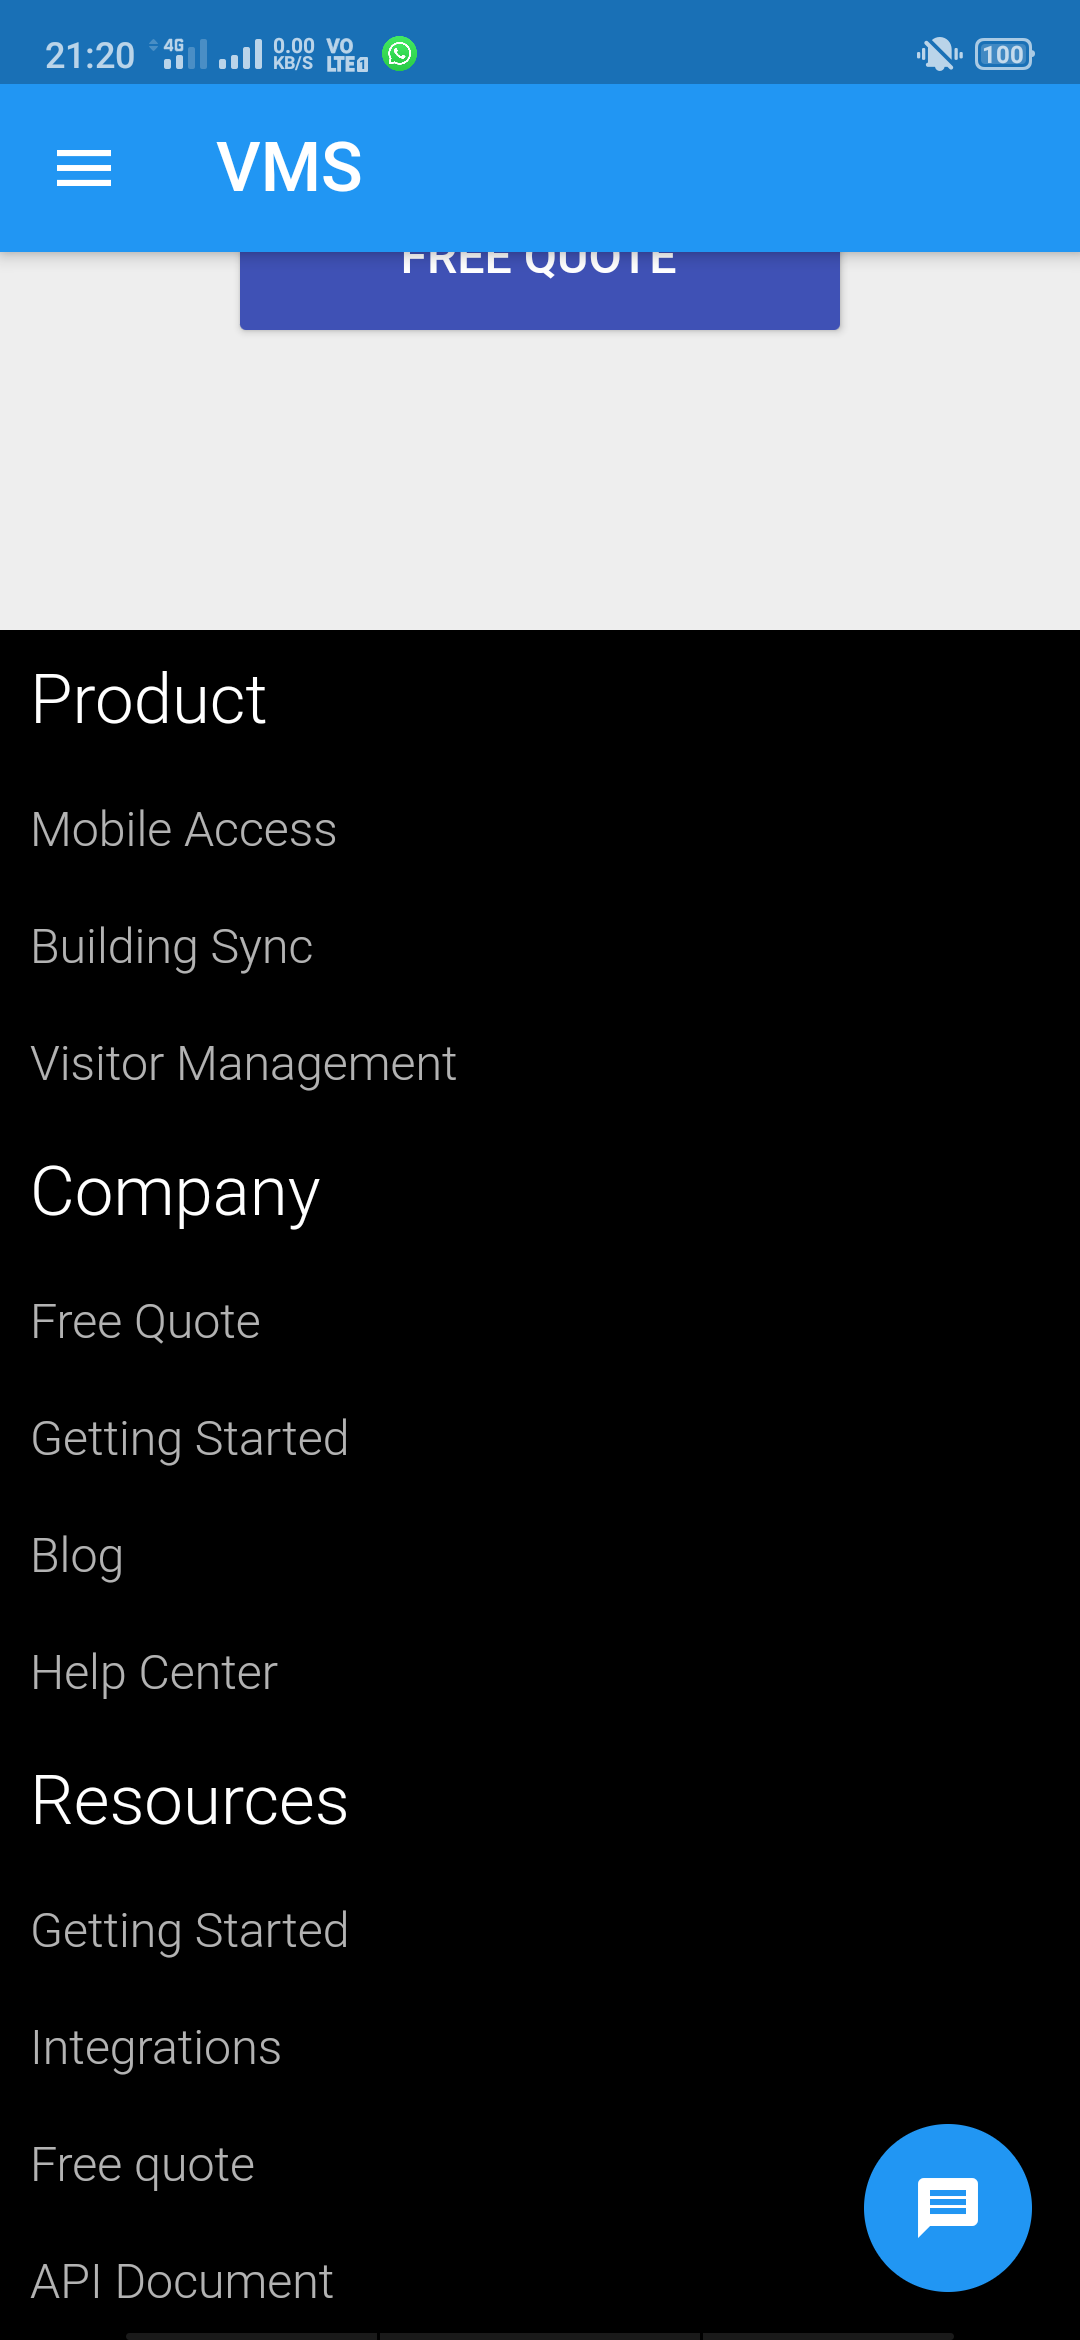 21:20 4G 0.00 KB/S VO LTE1 100
VMS
FREE QUOTE
Product
Mobile Access
Building Sync
Visitor Management
Company
Free Quote
Getting Started
Blog
Help Center
Resources
Getting Started
Integrations
Free quote
API Document